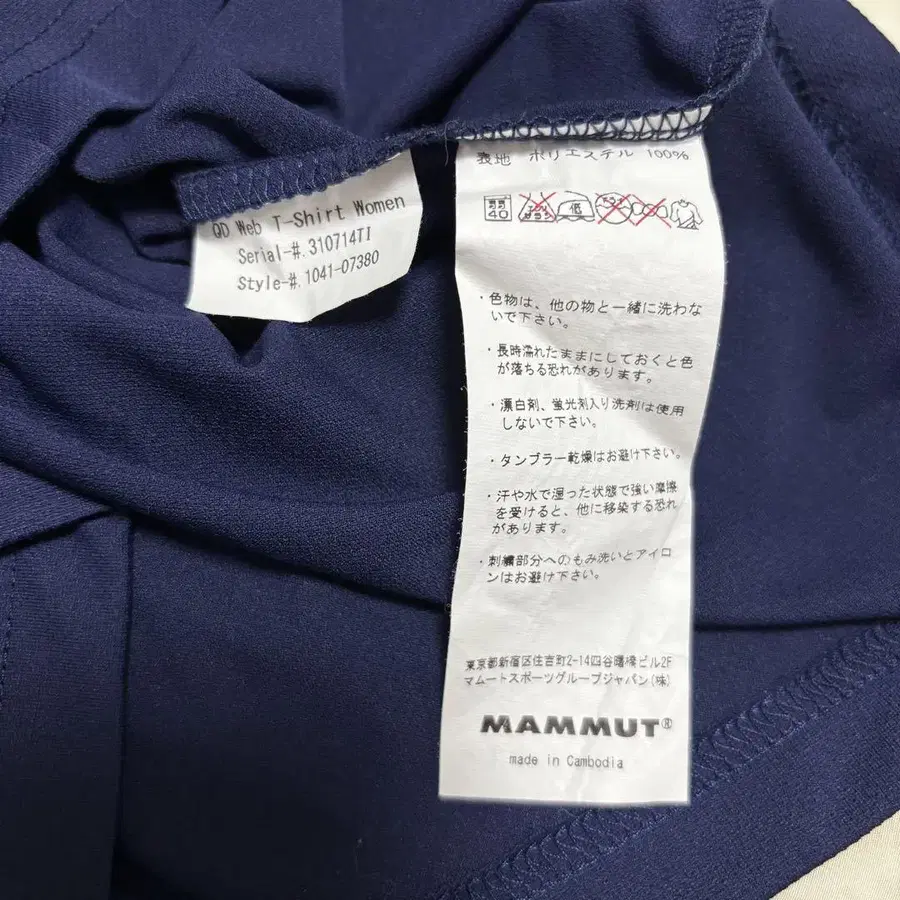 QD Web T-Shirt Women
Serial-#. 310714TI
Style-#. 1041-07380
表地 ポリエステル 100%
40
エンソ
サラシ
低
・色物は、他の物と一緒に洗わな
いで下さい。
・長時濡れたままにしておくと色
が落ちる恐れがあります。
・漂白剤、蛍光剤入り洗剤は使用
しないで下さい。
・タンブラー乾燥はお避け下さい。
・汗や水で湿った状態で強い摩擦
を受けると、他に移染する恐れ
があります。
・刺繍部分へのもみ洗いとアイロ
ンはお避け下さい。
東京都新宿区住吉町2-14四谷曙橋ビル2F
マムートスポーツグループジャパン(株)
MAMMUT®
made in Cambodia